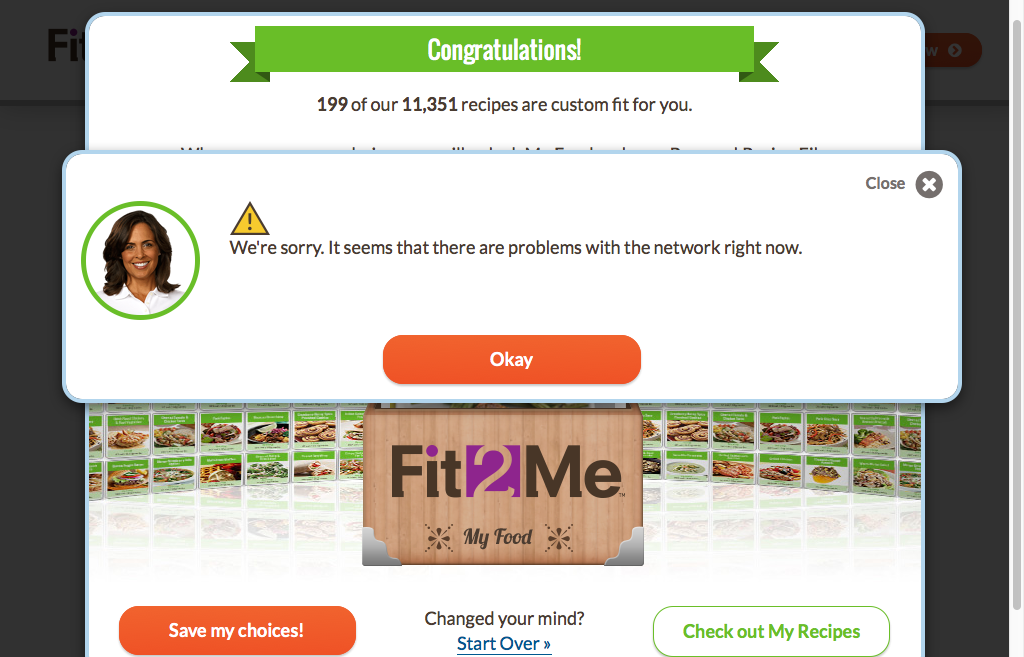 Fit
w
Congratulations!
199 of our 11,351 recipes are custom fit for you.
Close
We're sorry. It seems that there are problems with the network right now.
Okay
Fit2Me™
My Food
Save my choices!
Changed your mind?
Start Over »
Check out My Recipes